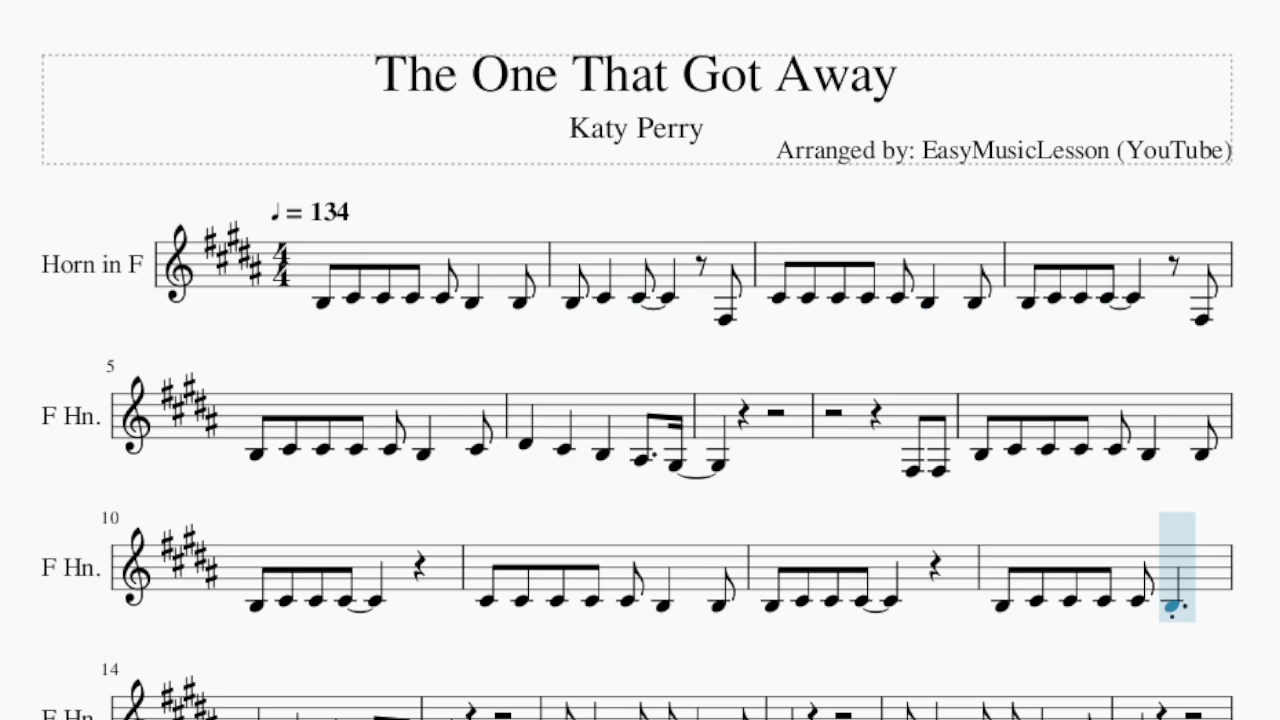 The One That Got Away
Katy Perry
Arranged by: EasyMusicLesson (YouTube)
♩ = 134
Horn in F
4
4
5
F Hn.
10
F Hn.
14
F Hn.